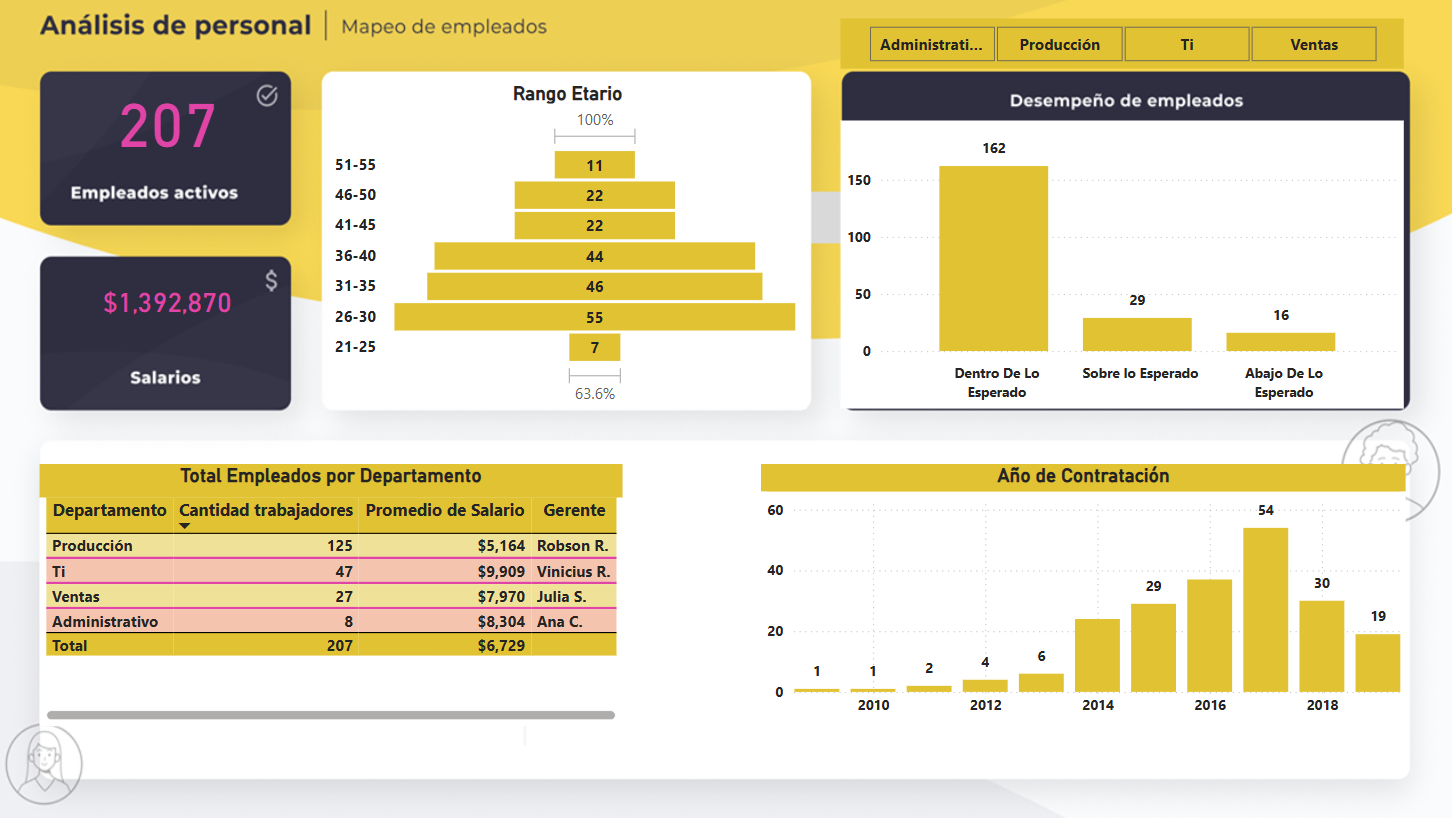 Análisis de personal | Mapeo de empleados
Administrati... Producción Ti Ventas
207
Empleados activos
$
$1,392,870
Salarios
Rango Etario
100%
51-55 11
46-50 22
41-45 22
36-40 44
31-35 46
26-30 55
21-25 7
63.6%
Desempeño de empleados
150
100
50
0
162
29
16
Dentro De Lo Esperado
Sobre lo Esperado
Abajo De Lo Esperado
Total Empleados por Departamento
Departamento Cantidad trabajadores Promedio de Salario Gerente
Producción 125 $5,164 Robson R.
Ti 47 $9,909 Vinicius R.
Ventas 27 $7,970 Julia S.
Administrativo 8 $8,304 Ana C.
Total 207 $6,729
Año de Contratación
60
40
20
0
1 1 2 4 6 29 54 30 19
2010 2012 2014 2016 2018